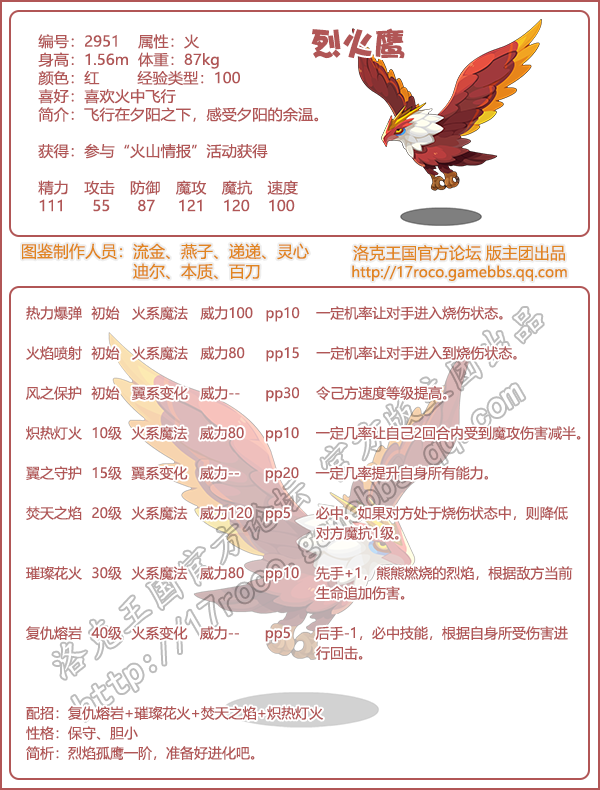 烈火鹰
编号：2951 属性：火
身高：1.56m 体重：87kg
颜色：红 经验类型：100
喜好：喜欢火中飞行
简介：飞行在夕阳之下，感受夕阳的余温。
获得：参与“火山情报”活动获得
精力 攻击 防御 魔攻 魔抗 速度
111 55 87 121 120 100
图鉴制作人员：流金、燕子、递递、灵心
迪尔、本质、百刀
洛克王国官方论坛 版主团出品
http://17roco.gamebbs.qq.com
热力爆弹 初始 火系魔法 威力100 pp10 一定机率让对手进入烧伤状态。
火焰喷射 初始 火系魔法 威力80 pp15 一定机率让对手进入到烧伤状态。
风之保护 初始 翼系变化 威力-- pp30 令己方速度等级提高。
炽热灯火 10级 火系魔法 威力80 pp10 一定几率让自己2回合内受到魔攻伤害减半。
翼之守护 15级 翼系变化 威力-- pp20 一定几率提升自身所有能力。
焚天之焰 20级 火系魔法 威力120 pp5 必中。如果对方处于烧伤状态中，则降低
对方魔抗1级。
璀璨花火 30级 火系魔法 威力80 pp10 先手+1，熊熊燃烧的烈焰，根据敌方当前
生命追加伤害。
复仇熔岩 40级 火系变化 威力-- pp5 后手-1，必中技能，根据自身所受伤害进
行回击。
洛克王国官方论坛 官方版主团出品
http://17roco.gamebbs.qq.com
配招：复仇熔岩+璀璨花火+焚天之焰+炽热灯火
性格：保守、胆小
简析：烈焰孤鹰一阶，准备好进化吧。